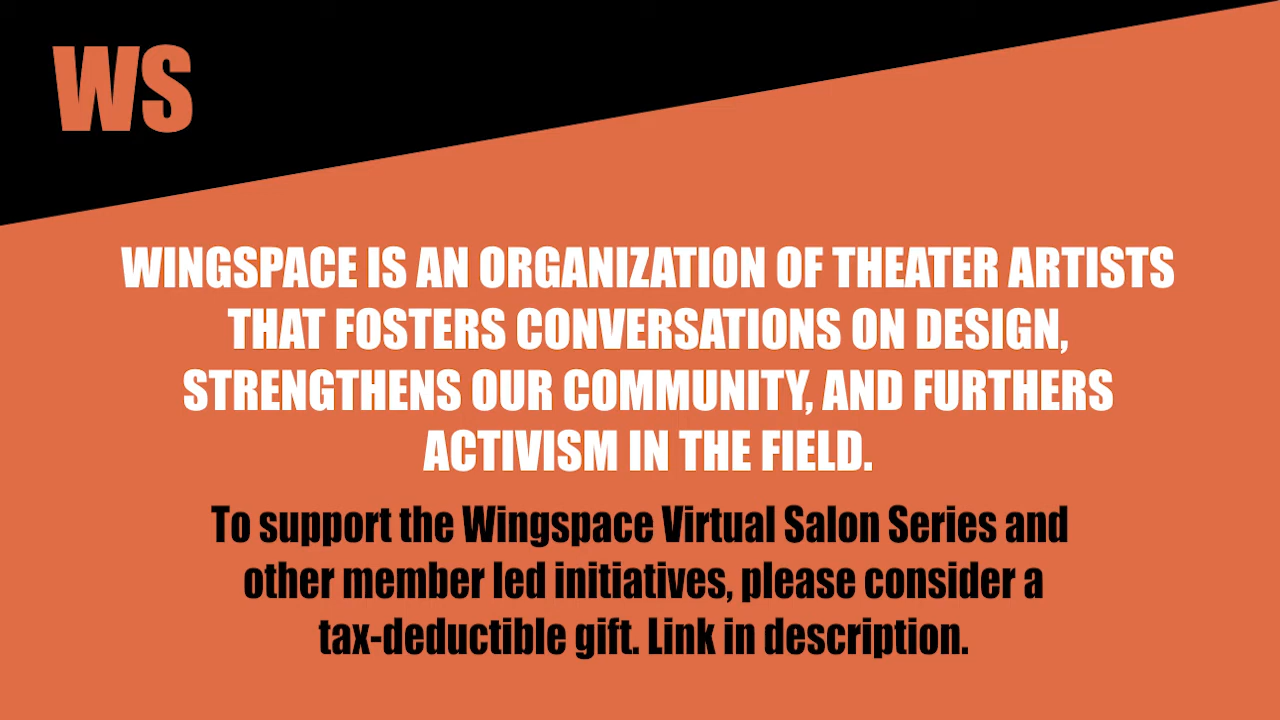 WS
WINGSPACE IS AN ORGANIZATION OF THEATER ARTISTS
THAT FOSTERS CONVERSATIONS ON DESIGN,
STRENGTHENS OUR COMMUNITY, AND FURTHERS
ACTIVISM IN THE FIELD.
To support the Wingspace Virtual Salon Series and
other member led initiatives, please consider a
tax-deductible gift. Link in description.